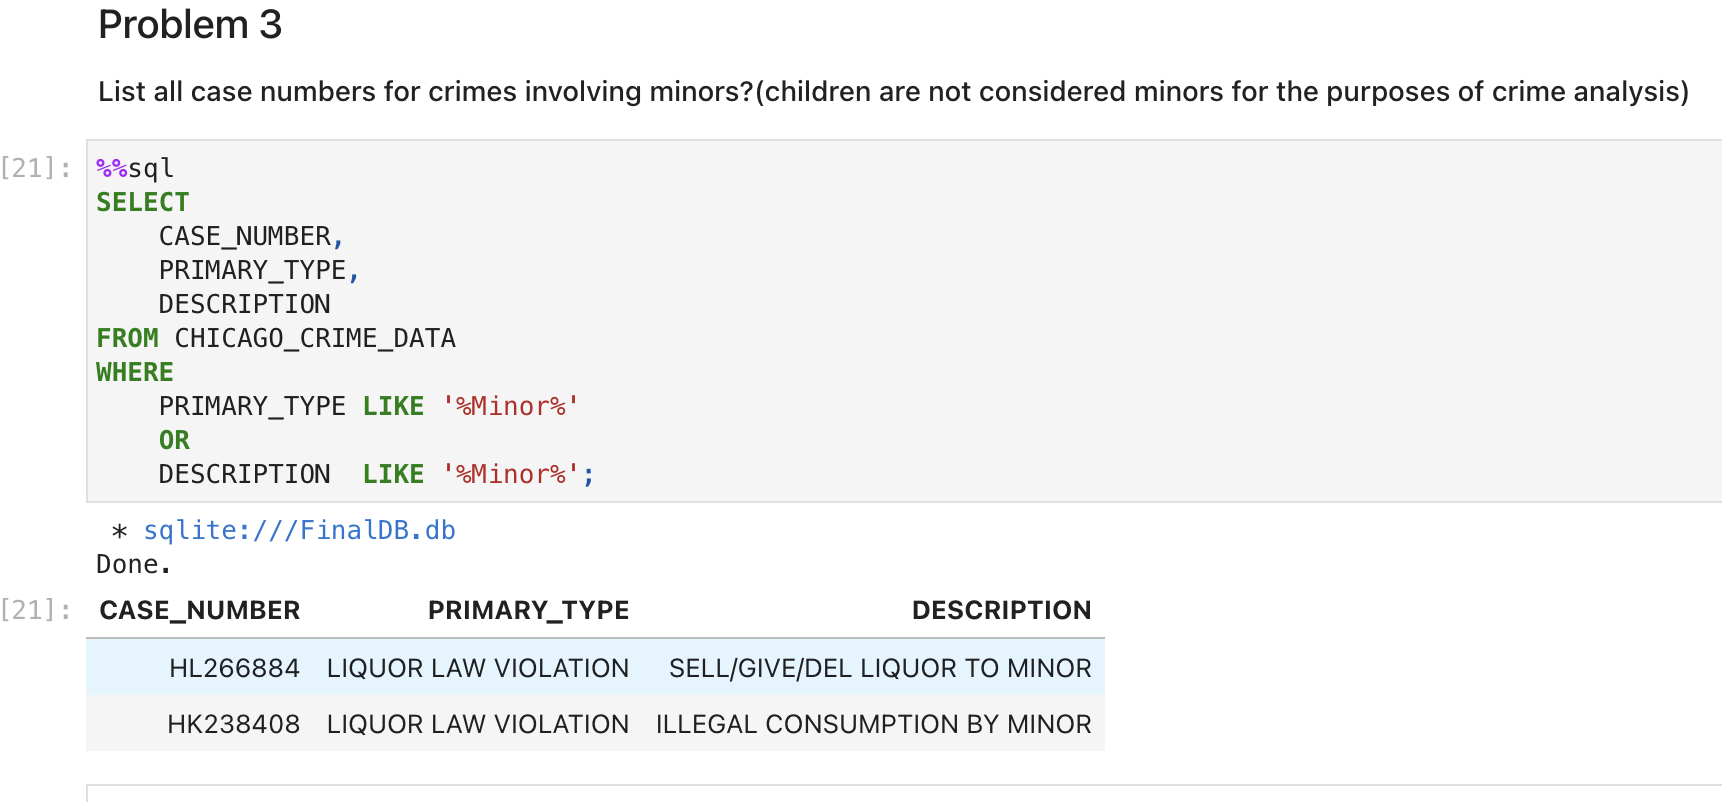 Problem 3
List all case numbers for crimes involving minors?(children are not considered minors for the purposes of crime analysis)
[21]: %%sql
SELECT
    CASE_NUMBER,
    PRIMARY_TYPE,
    DESCRIPTION
FROM CHICAGO_CRIME_DATA
WHERE
    PRIMARY_TYPE LIKE '%Minor%'
    OR
    DESCRIPTION  LIKE '%Minor%';
* sqlite:///FinalDB.db
Done.
[21]: CASE_NUMBER PRIMARY_TYPE DESCRIPTION
HL266884 LIQUOR LAW VIOLATION SELL/GIVE/DEL LIQUOR TO MINOR
HK238408 LIQUOR LAW VIOLATION ILLEGAL CONSUMPTION BY MINOR